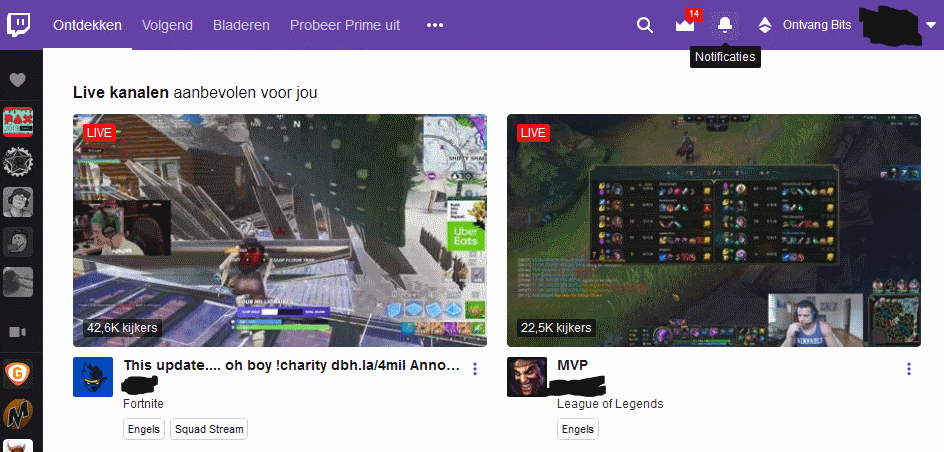 Ontdekken Volgend Bladeren Probeer Prime uit
14
Ontvang Bits
Notificaties
Live kanalen aanbevolen voor jou
LIVE
LIVE
Uber
Eats
42,6K kijkers
22,5K kijkers
This update.... oh boy !charity dbh.la/4mil Anno...
MVP
Fortnite
League of Legends
Engels
Squad Stream
Engels